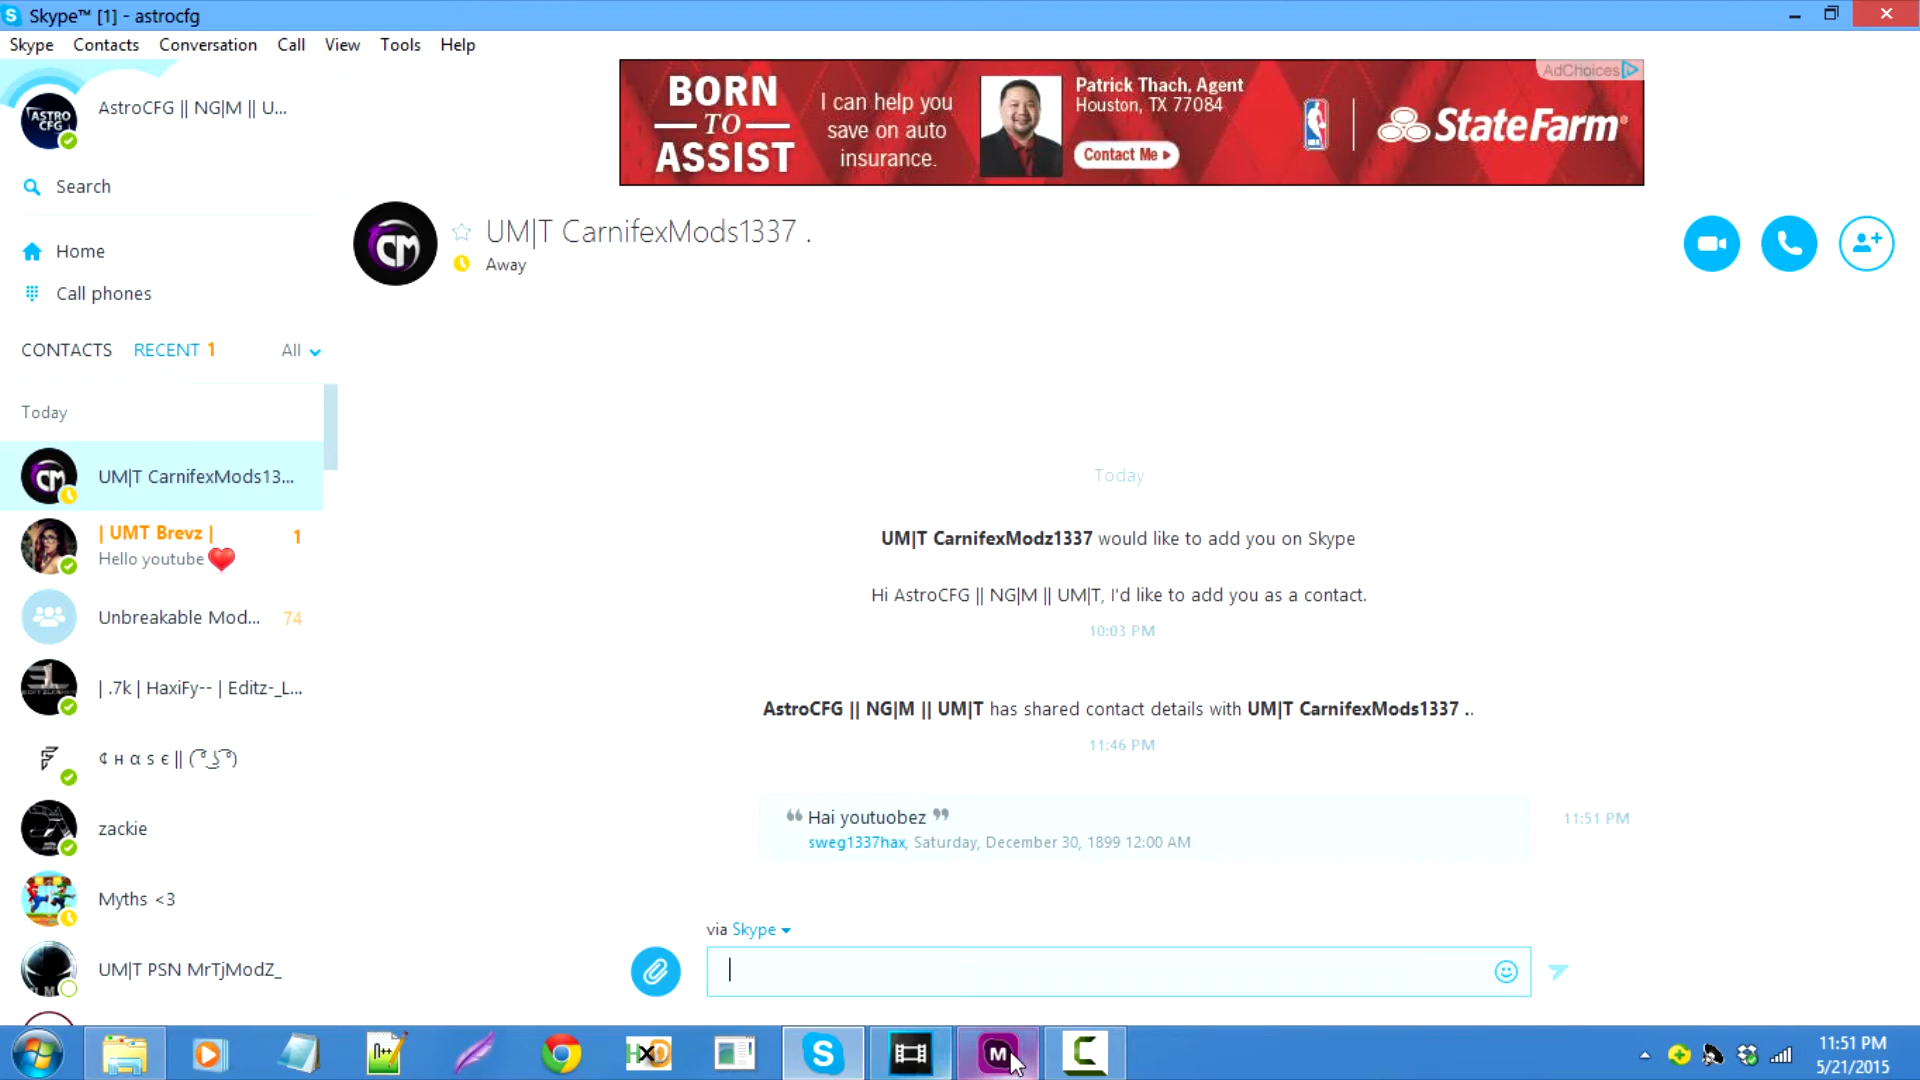 Skype™ [1] - astrocfg
Skype Contacts Conversation Call View Tools Help
AstroCFG || NG|M || U...
ASTRO
CFG
Search
Home
Call phones
CONTACTS RECENT 1 All
Today
UM|T CarnifexMods13...
| UMT Brevz | 1
Hello youtube
Unbreakable Mod... 74
| .7k | HaxiFy-- | Editz-_L...
¢ н α ѕ є || ( ͡° ͜ʖ ͡°)
zackie
Myths <3
UM|T PSN MrTjModZ_
BORN
TO
ASSIST
I can help you
save on auto
insurance.
Patrick Thach, Agent
Houston, TX 77084
Contact Me
StateFarm®
AdChoices
CM
UM|T CarnifexMods1337 .
Away
Today
UM|T CarnifexModz1337 would like to add you on Skype
Hi AstroCFG || NG|M || UM|T, I'd like to add you as a contact.
10:03 PM
AstroCFG || NG|M || UM|T has shared contact details with UM|T CarnifexMods1337 ..
11:46 PM
“ Hai youtuobez ” 11:51 PM
sweg1337hax, Saturday, December 30, 1899 12:00 AM
via Skype
11:51 PM
5/21/2015